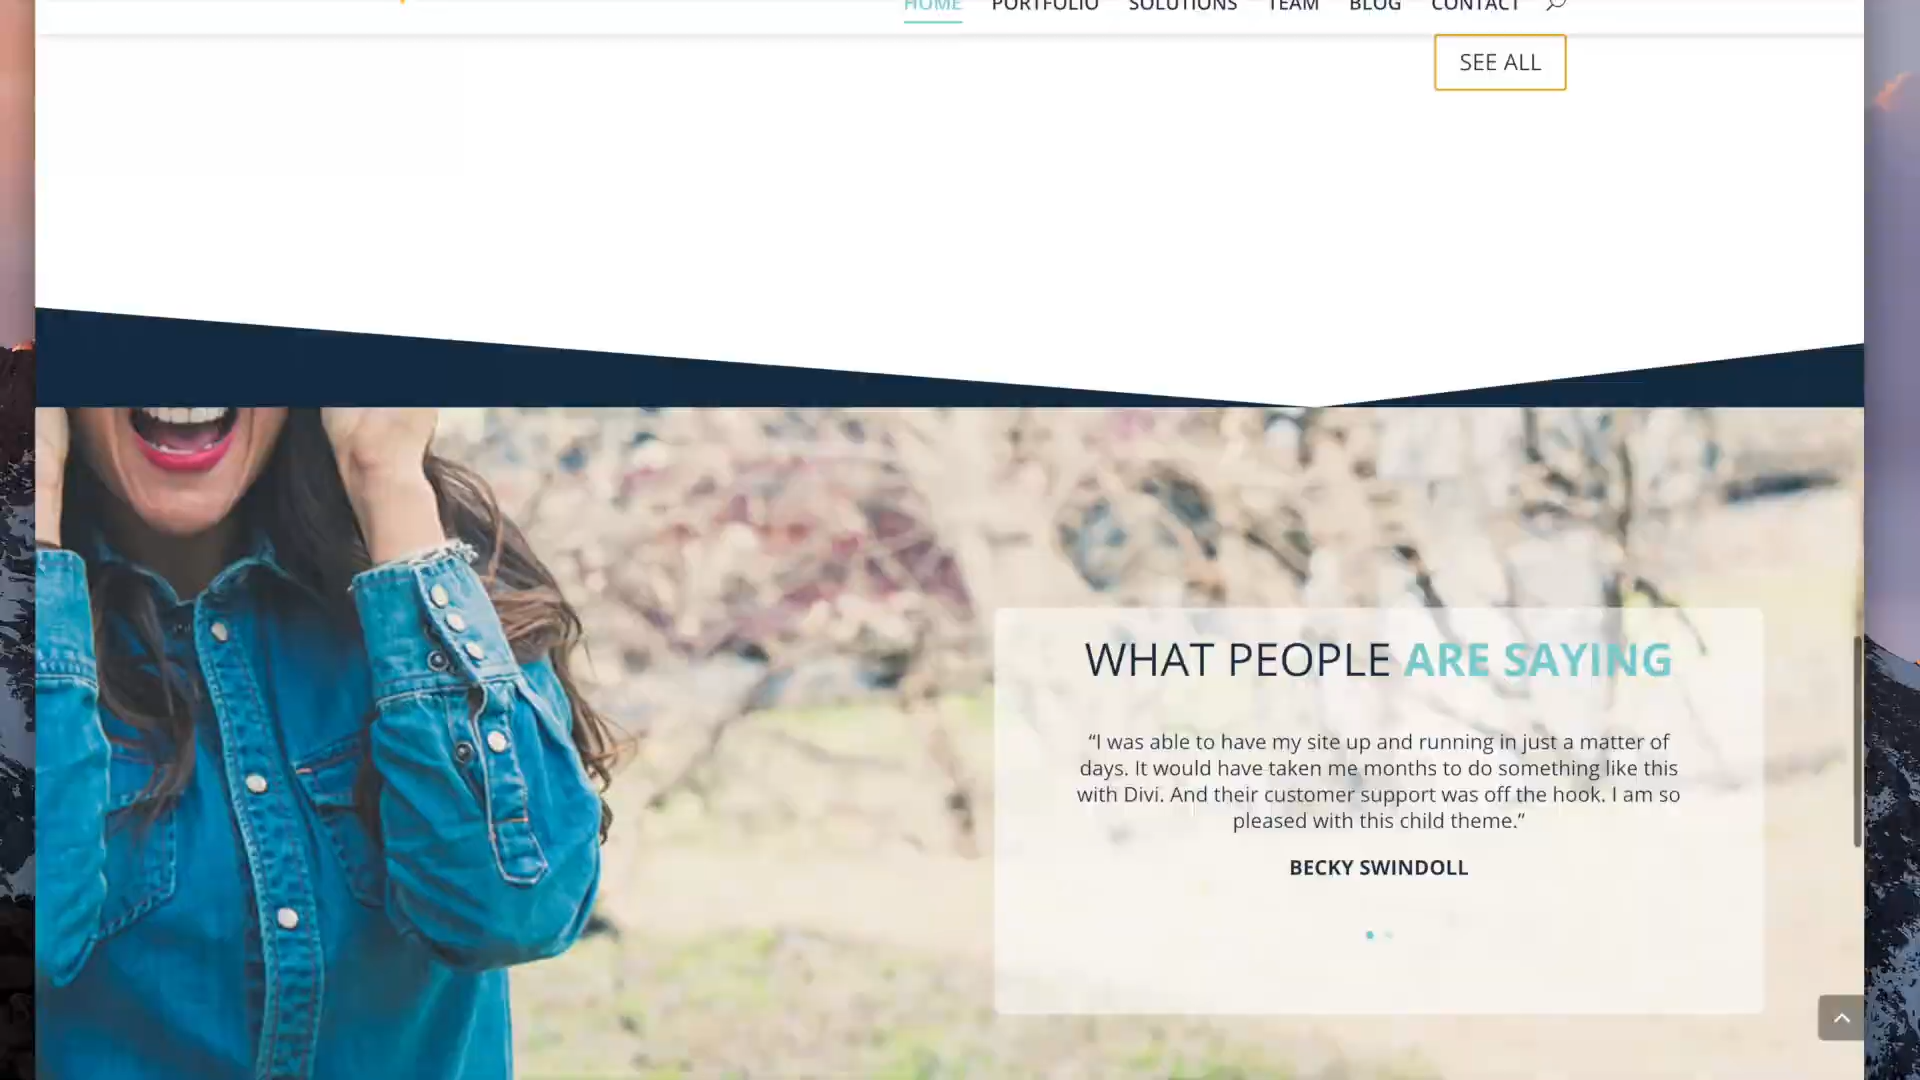 HOME PORTFOLIO SOLUTIONS TEAM BLOG CONTACT
SEE ALL
WHAT PEOPLE ARE SAYING
“I was able to have my site up and running in just a matter of
days. It would have taken me months to do something like this
with Divi. And their customer support was off the hook. I am so
pleased with this child theme.”
BECKY SWINDOLL